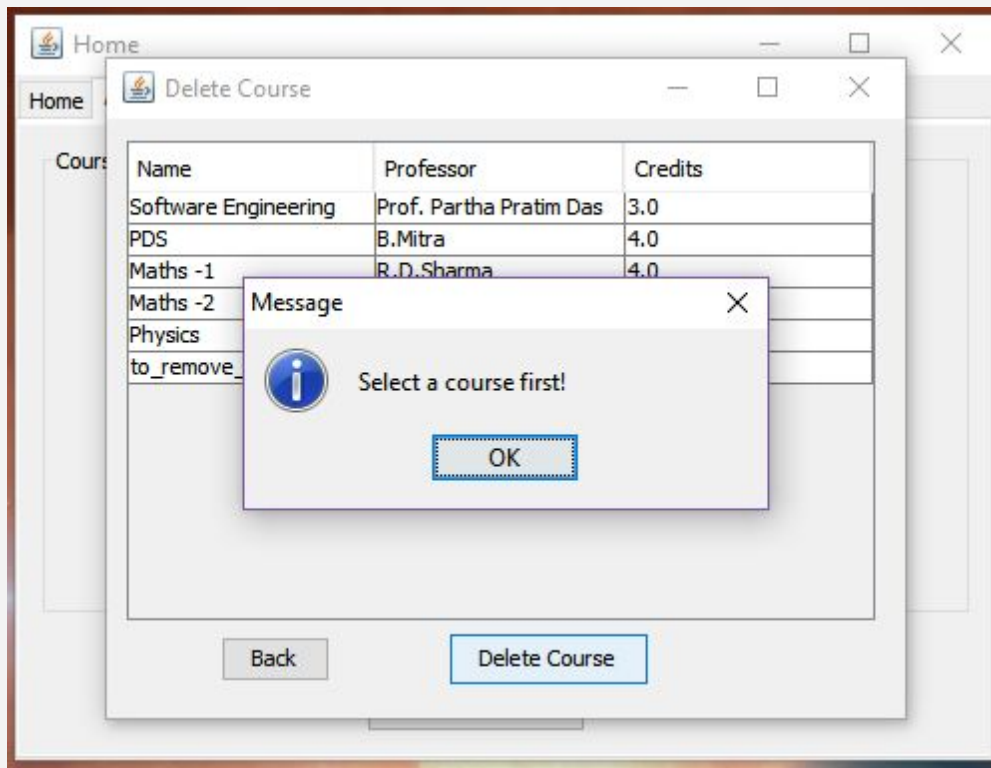 Home
Delete Course
Home
Cours
Name Professor Credits
Software Engineering Prof. Partha Pratim Das 3.0
PDS B.Mitra 4.0
Maths -1 R.D.Sharma 4.0
Maths -2
Message
Physics
to_remove_
Select a course first!
OK
Back Delete Course